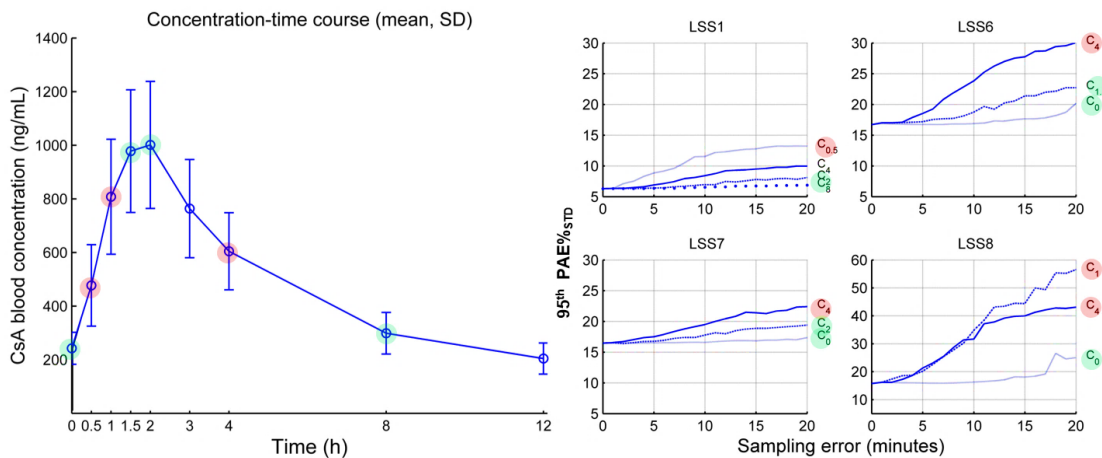 Concentration-time course (mean, SD)
CsA blood concentration (ng/mL)
1400
1200
1000
800
600
400
200
0 0.5 1 1.5 2 3 4 8 12
Time (h)
95th PAE%STD
LSS1
30
25
20
15
10
5
0 5 10 15 20
C0.5
C4
C2
C8
LSS6
30
25
20
15
10
5
0 5 10 15 20
C4
C1.
C0
LSS7
30
25
20
15
10
5
0 5 10 15 20
C4
C2
C0
LSS8
60
50
40
30
20
10
0 5 10 15 20
C1
C4
C0
Sampling error (minutes)